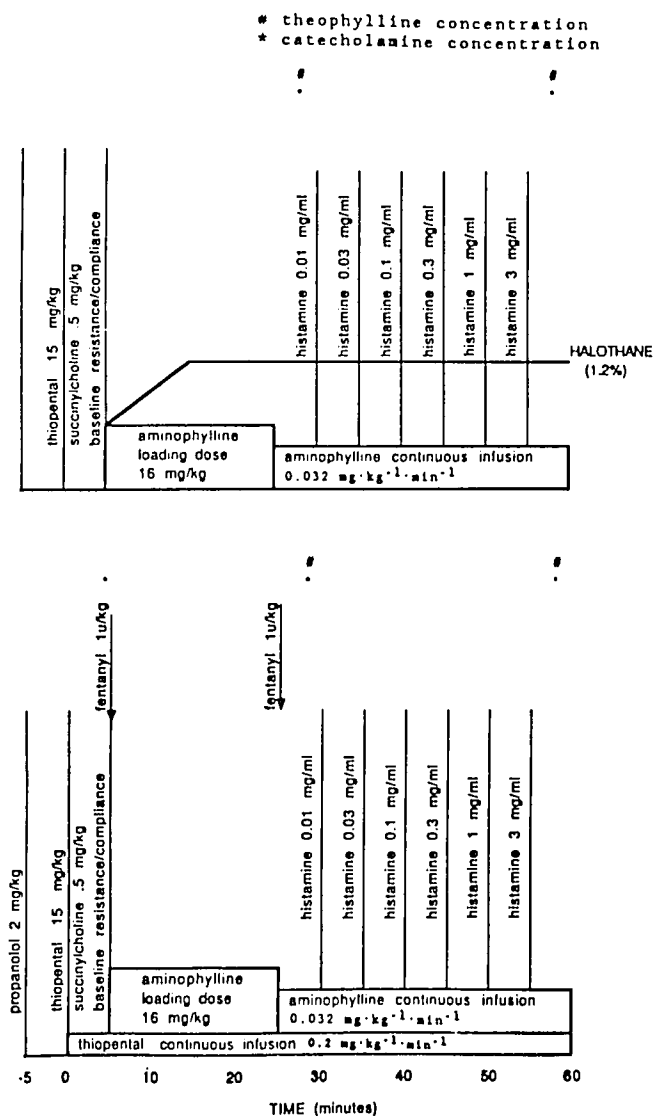 # theophylline concentration
* catecholamine concentration
#
#
thiopental 15 mg/kg
succinylcholine .5 mg/kg
baseline resistance/compliance
histamine 0.01 mg/ml
histamine 0.03 mg/ml
histamine 0.1 mg/ml
histamine 0.3 mg/ml
histamine 1 mg/ml
histamine 3 mg/ml
HALOTHANE
(1.2%)
aminophylline
loading dose
16 mg/kg
aminophylline continuous infusion
0.032 mg·kg⁻¹·min⁻¹
#
#
fentanyl 1u/kg
fentanyl 1u/kg
propanolol 2 mg/kg
thiopental 15 mg/kg
succinylcholine .5 mg/kg
baseline resistance/compliance
histamine 0.01 mg/ml
histamine 0.03 mg/ml
histamine 0.1 mg/ml
histamine 0.3 mg/ml
histamine 1 mg/ml
histamine 3 mg/ml
aminophylline
loading dose
16 mg/kg
aminophylline continuous infusion
0.032 mg·kg⁻¹·min⁻¹
thiopental continuous infusion 0.2 mg·kg⁻¹·min⁻¹
-5 0 10 20 30 40 50 60
TIME (minutes)